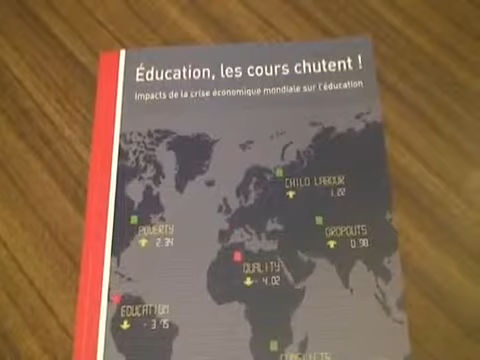 Éducation, les cours chutent !
Impacts de la crise économique mondiale sur l'éducation
CHILD LABOUR
1.22
POVERTY
2.34
DROPOUTS
0.98
QUALITY
- 4.02
EDUCATION
- 3.15